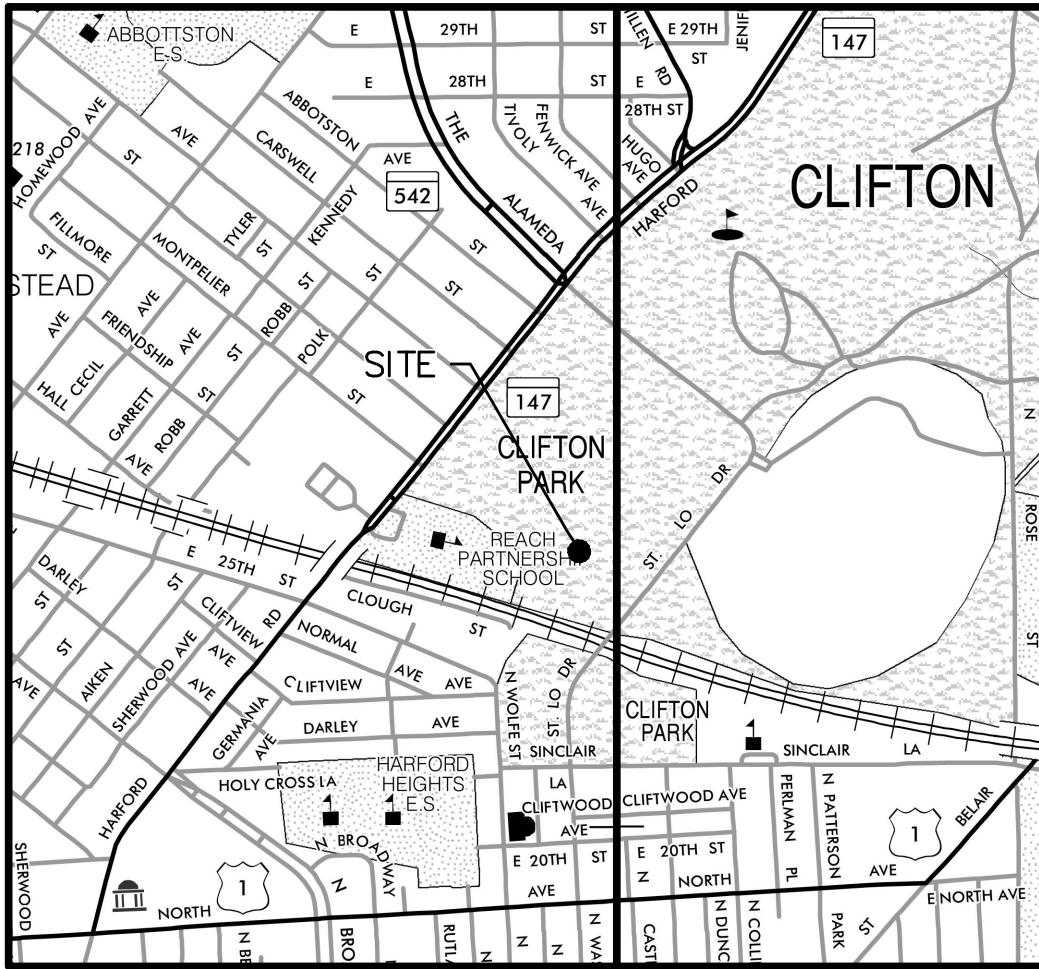 ABBOTTSTON
E.S.
E 29TH ST
E 29TH
ST
JENIF
147
E 28TH ST
E
28TH ST
ILLEN RD
THE
ALAMEDA
TIVOLY
FENWICK AVE
AVE
HUGO
AVE
HARFORD
CLIFTON
218
HOMEWOOD AVE
AVE
ST
ABBOTSTON
CARSWELL
AVE
542
KENNEDY
TYLER
ST
FILLMORE
ST
MONTPELIER
ST
ST
ST
ST
STEAD
AVE
AVE
FRIENDSHIP
AVE
ROBB
ST
POLK
ST
HALL
CECIL
GARRETT
ROBB
ST
AVE
SITE
147
CLIFTON
PARK
REACH
PARTNERSHIP
SCHOOL
ST. LO DR
N
ROSE
ST
E 25TH ST
CLOUGH
ST
DARLEY
ST
ST
AVE
AIKEN
SHERWOOD AVE
CLIFTVIEW
AVE
AVE
RD
NORMAL
AVE
CLIFTVIEW AVE
GERMANIA
AVE
DARLEY AVE
N WOLFE ST
ST. LO DR
CLIFTON
PARK
SINCLAIR
LA
SINCLAIR LA
HARFORD
HEIGHTS
E.S.
HOLY CROSS LA
HARFORD
CLIFTWOOD
AVE
CLIFTWOOD AVE
PERLMAN PL
N PATTERSON
PARK
1
BELAIR
N BROADWAY
E 20TH ST
E 20TH ST
AVE
N
NORTH
AVE
E NORTH AVE
SHERWOOD
1
NORTH
N BE
N
BRO
RUTL
N
N
N
N WAS
CAST
N DUNC
N COLLI
ST